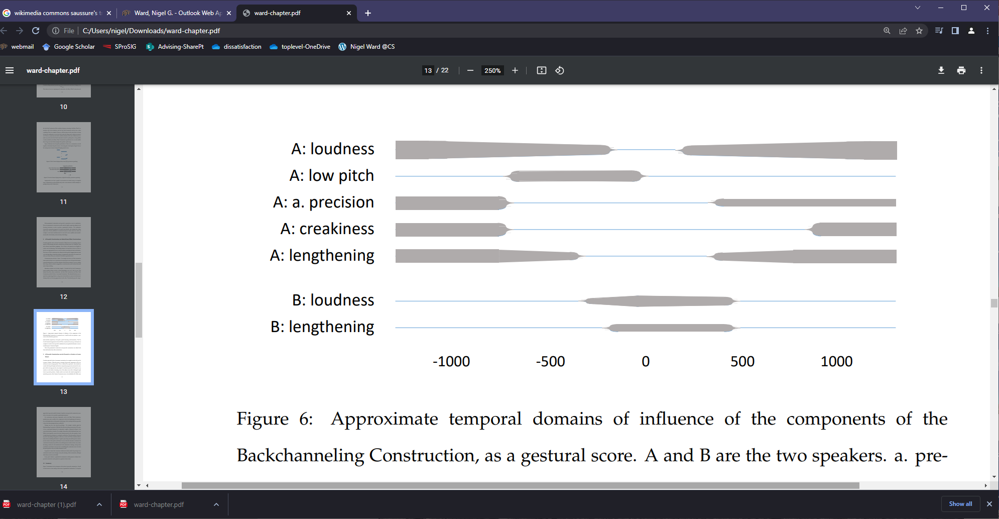 wikimedia commons saussure's t
Ward, Nigel G. - Outlook Web Ap
ward-chapter.pdf
File
C:/Users/nigel/Downloads/ward-chapter.pdf
webmail
Google Scholar
SProSIG
Advising-SharePt
dissatisfaction
toplevel-OneDrive
Nigel Ward @CS
ward-chapter.pdf
13 / 22
250%
10
11
12
13
14
A: loudness
A: low pitch
A: a. precision
A: creakiness
A: lengthening
B: loudness
B: lengthening
-1000 -500 0 500 1000
Figure 6: Approximate temporal domains of influence of the components of the
Backchanneling Construction, as a gestural score. A and B are the two speakers. a. pre-
ward-chapter (1).pdf
ward-chapter.pdf
Show all